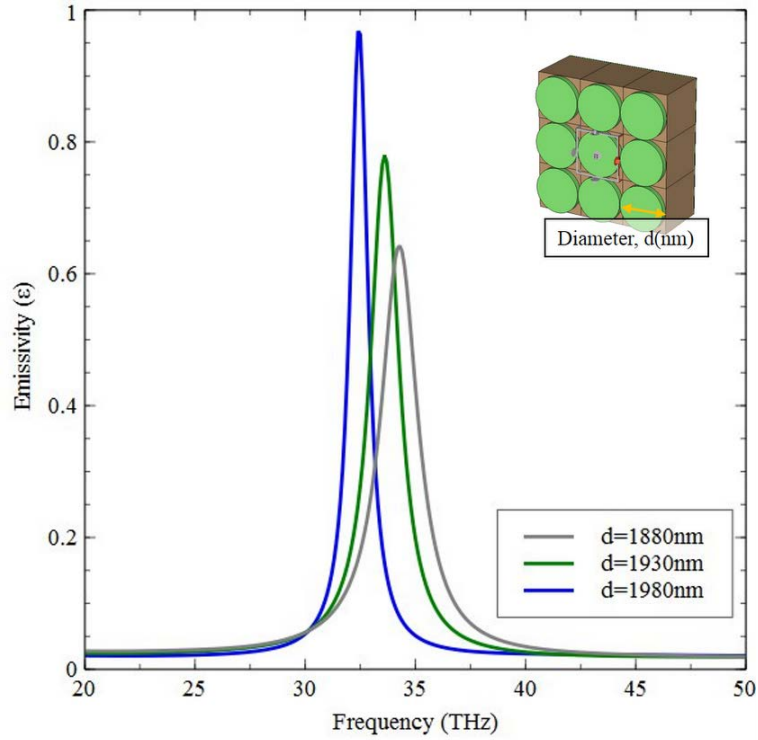 1
0.8
0.6
0.4
0.2
0
Emissivity (ε)
20 25 30 35 40 45 50
Frequency (THz)
Diameter, d(nm)
d=1880nm
d=1930nm
d=1980nm